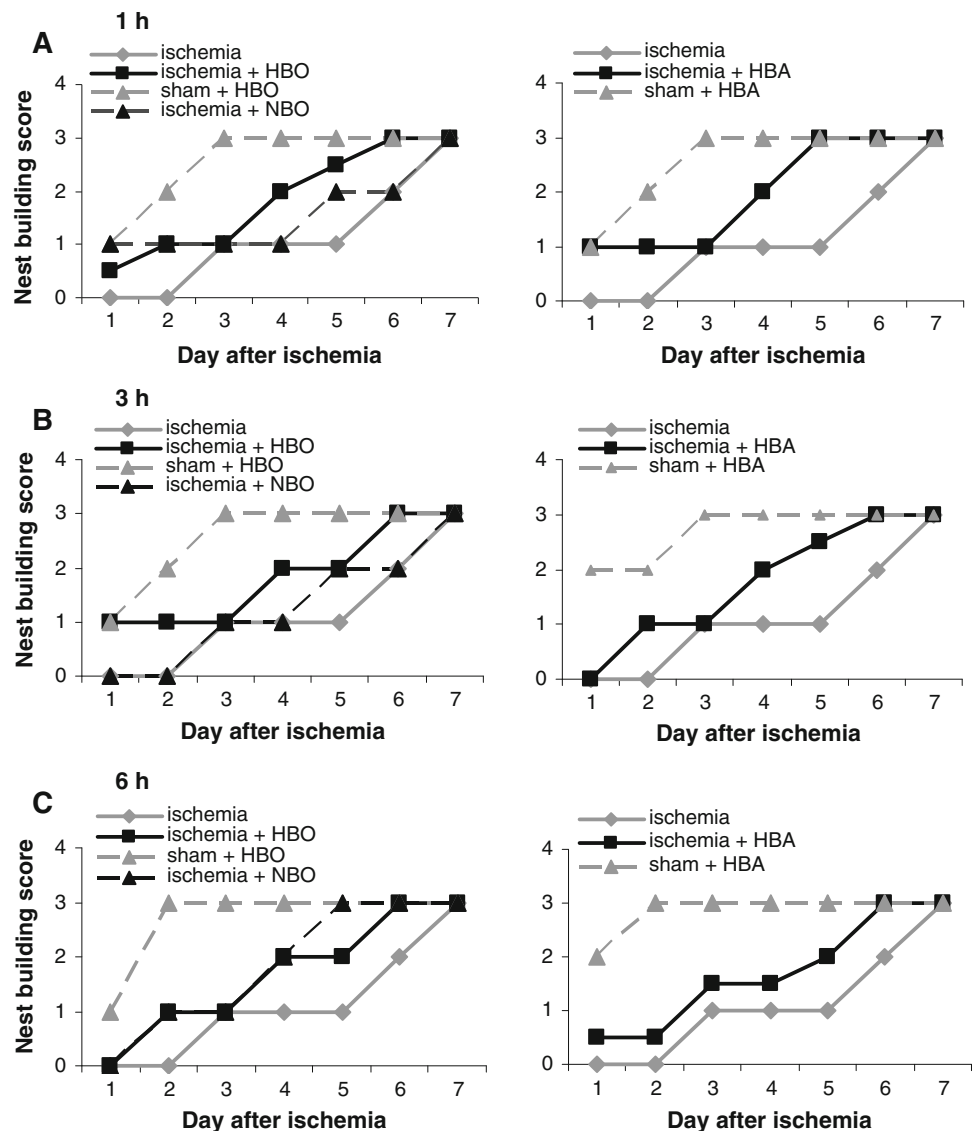 1 h
A
ischemia
ischemia + HBO
sham + HBO
ischemia + NBO
Nest building score
4
3
2
1
0
1 2 3 4 5 6 7
Day after ischemia
ischemia
ischemia + HBA
sham + HBA
4
3
2
1
0
1 2 3 4 5 6 7
Day after ischemia
3 h
B
ischemia
ischemia + HBO
sham + HBO
ischemia + NBO
Nest building score
4
3
2
1
0
1 2 3 4 5 6 7
Day after ischemia
ischemia
ischemia + HBA
sham + HBA
4
3
2
1
0
1 2 3 4 5 6 7
Day after ischemia
6 h
C
ischemia
ischemia + HBO
sham + HBO
ischemia + NBO
Nest building score
4
3
2
1
0
1 2 3 4 5 6 7
Day after ischemia
ischemia
ischemia + HBA
sham + HBA
4
3
2
1
0
1 2 3 4 5 6 7
Day after ischemia